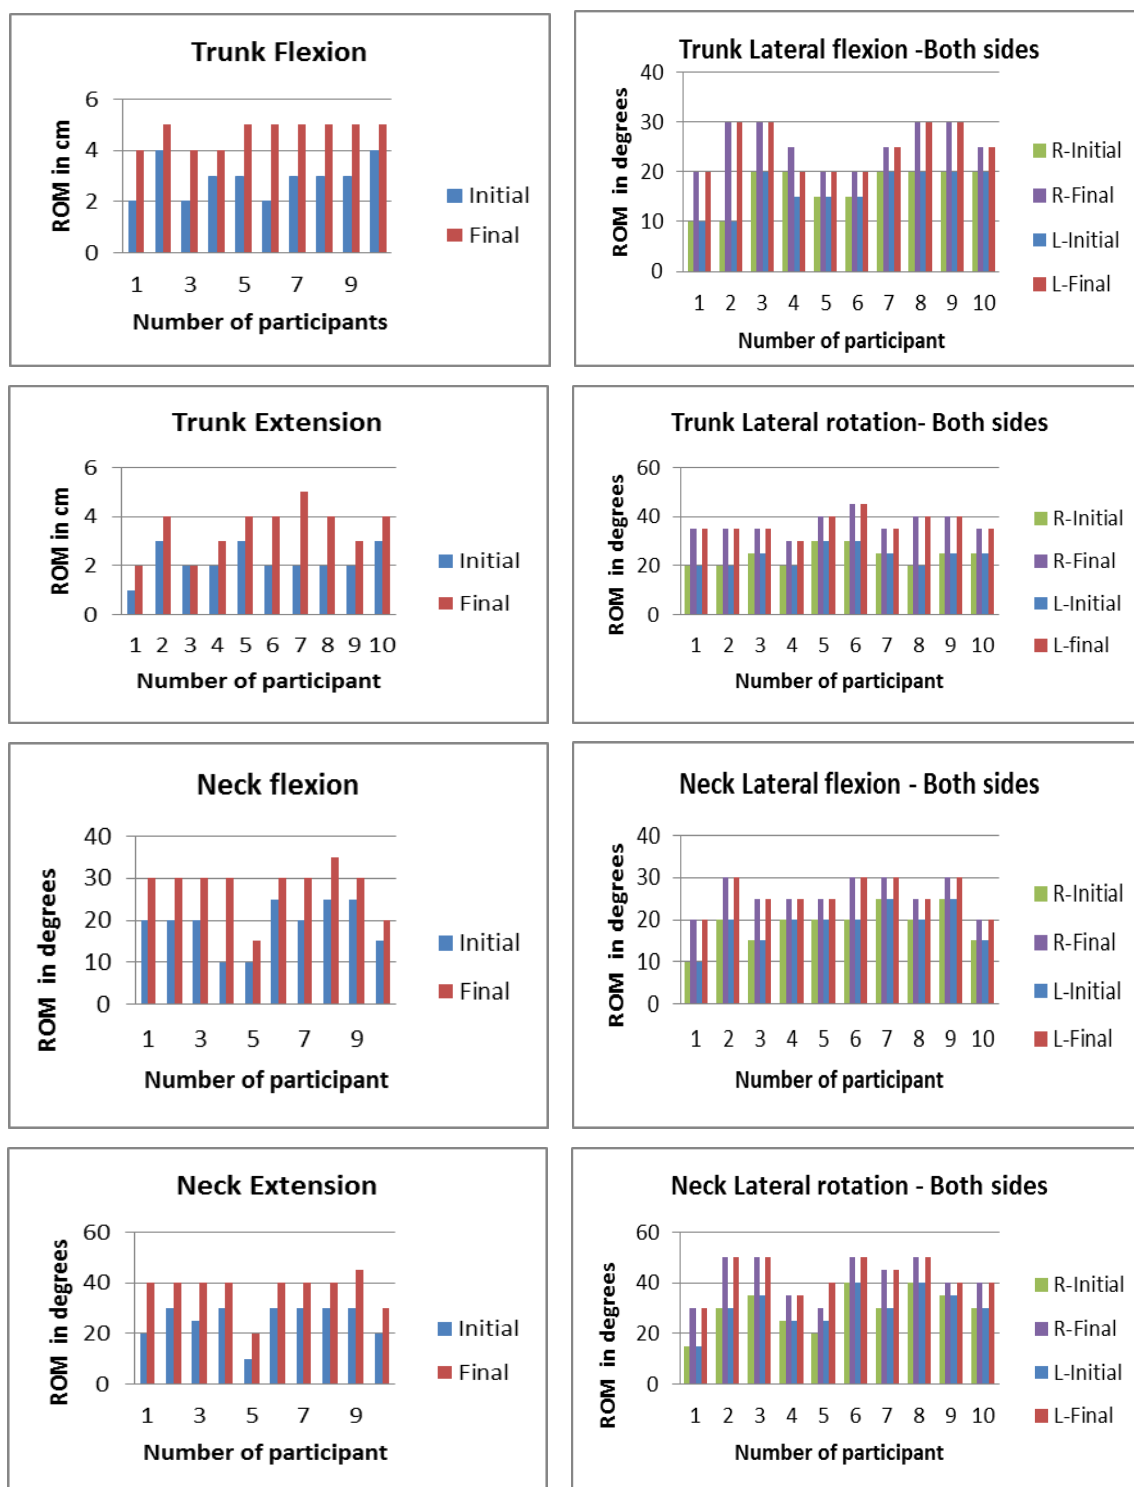 Trunk Flexion
6
4
2
0
ROM in cm
1 3 5 7 9
Number of participants
Initial
Final
Trunk Lateral flexion -Both sides
40
30
20
10
0
ROM in degrees
1 2 3 4 5 6 7 8 9 10
Number of participant
R-Initial
R-Final
L-Initial
L-Final
Trunk Extension
6
4
2
0
ROM in cm
1 2 3 4 5 6 7 8 9 10
Number of participant
Initial
Final
Trunk Lateral rotation- Both sides
60
40
20
0
ROM in degrees
1 2 3 4 5 6 7 8 9 10
Number of participant
R-Initial
R-Final
L-Initial
L-final
Neck flexion
40
30
20
10
0
ROM in degrees
1 3 5 7 9
Number of participant
Initial
Final
Neck Lateral flexion - Both sides
40
30
20
10
0
ROM in degrees
1 2 3 4 5 6 7 8 9 10
Number of participant
R-Initial
R-Final
L-Initial
L-Final
Neck Extension
60
40
20
0
ROM in degrees
1 3 5 7 9
Number of participant
Initial
Final
Neck Lateral rotation - Both sides
60
40
20
0
ROM in degrees
1 2 3 4 5 6 7 8 9 10
Number of participant
R-Initial
R-Final
L-Initial
L-Final